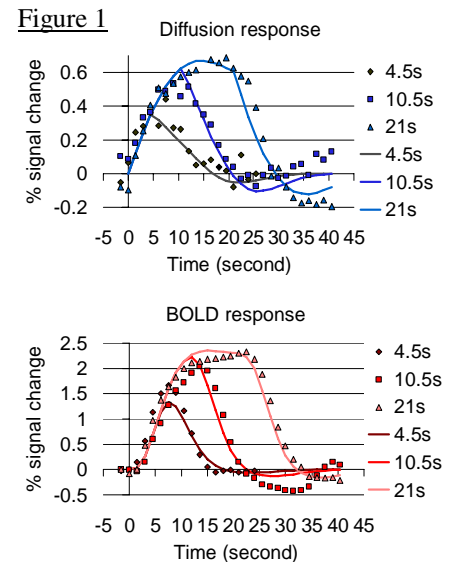 Figure 1
Diffusion response
% signal change
0.6
0.4
0.2
0
-0.2
-5 0 5 10 15 20 25 30 35 40 45
Time (second)
4.5s
10.5s
21s
4.5s
10.5s
21s
BOLD response
% signal change
2.5
2
1.5
1
0.5
0
-0.5
-5 0 5 10 15 20 25 30 35 40 45
Time (second)
4.5s
10.5s
21s
4.5s
10.5s
21s